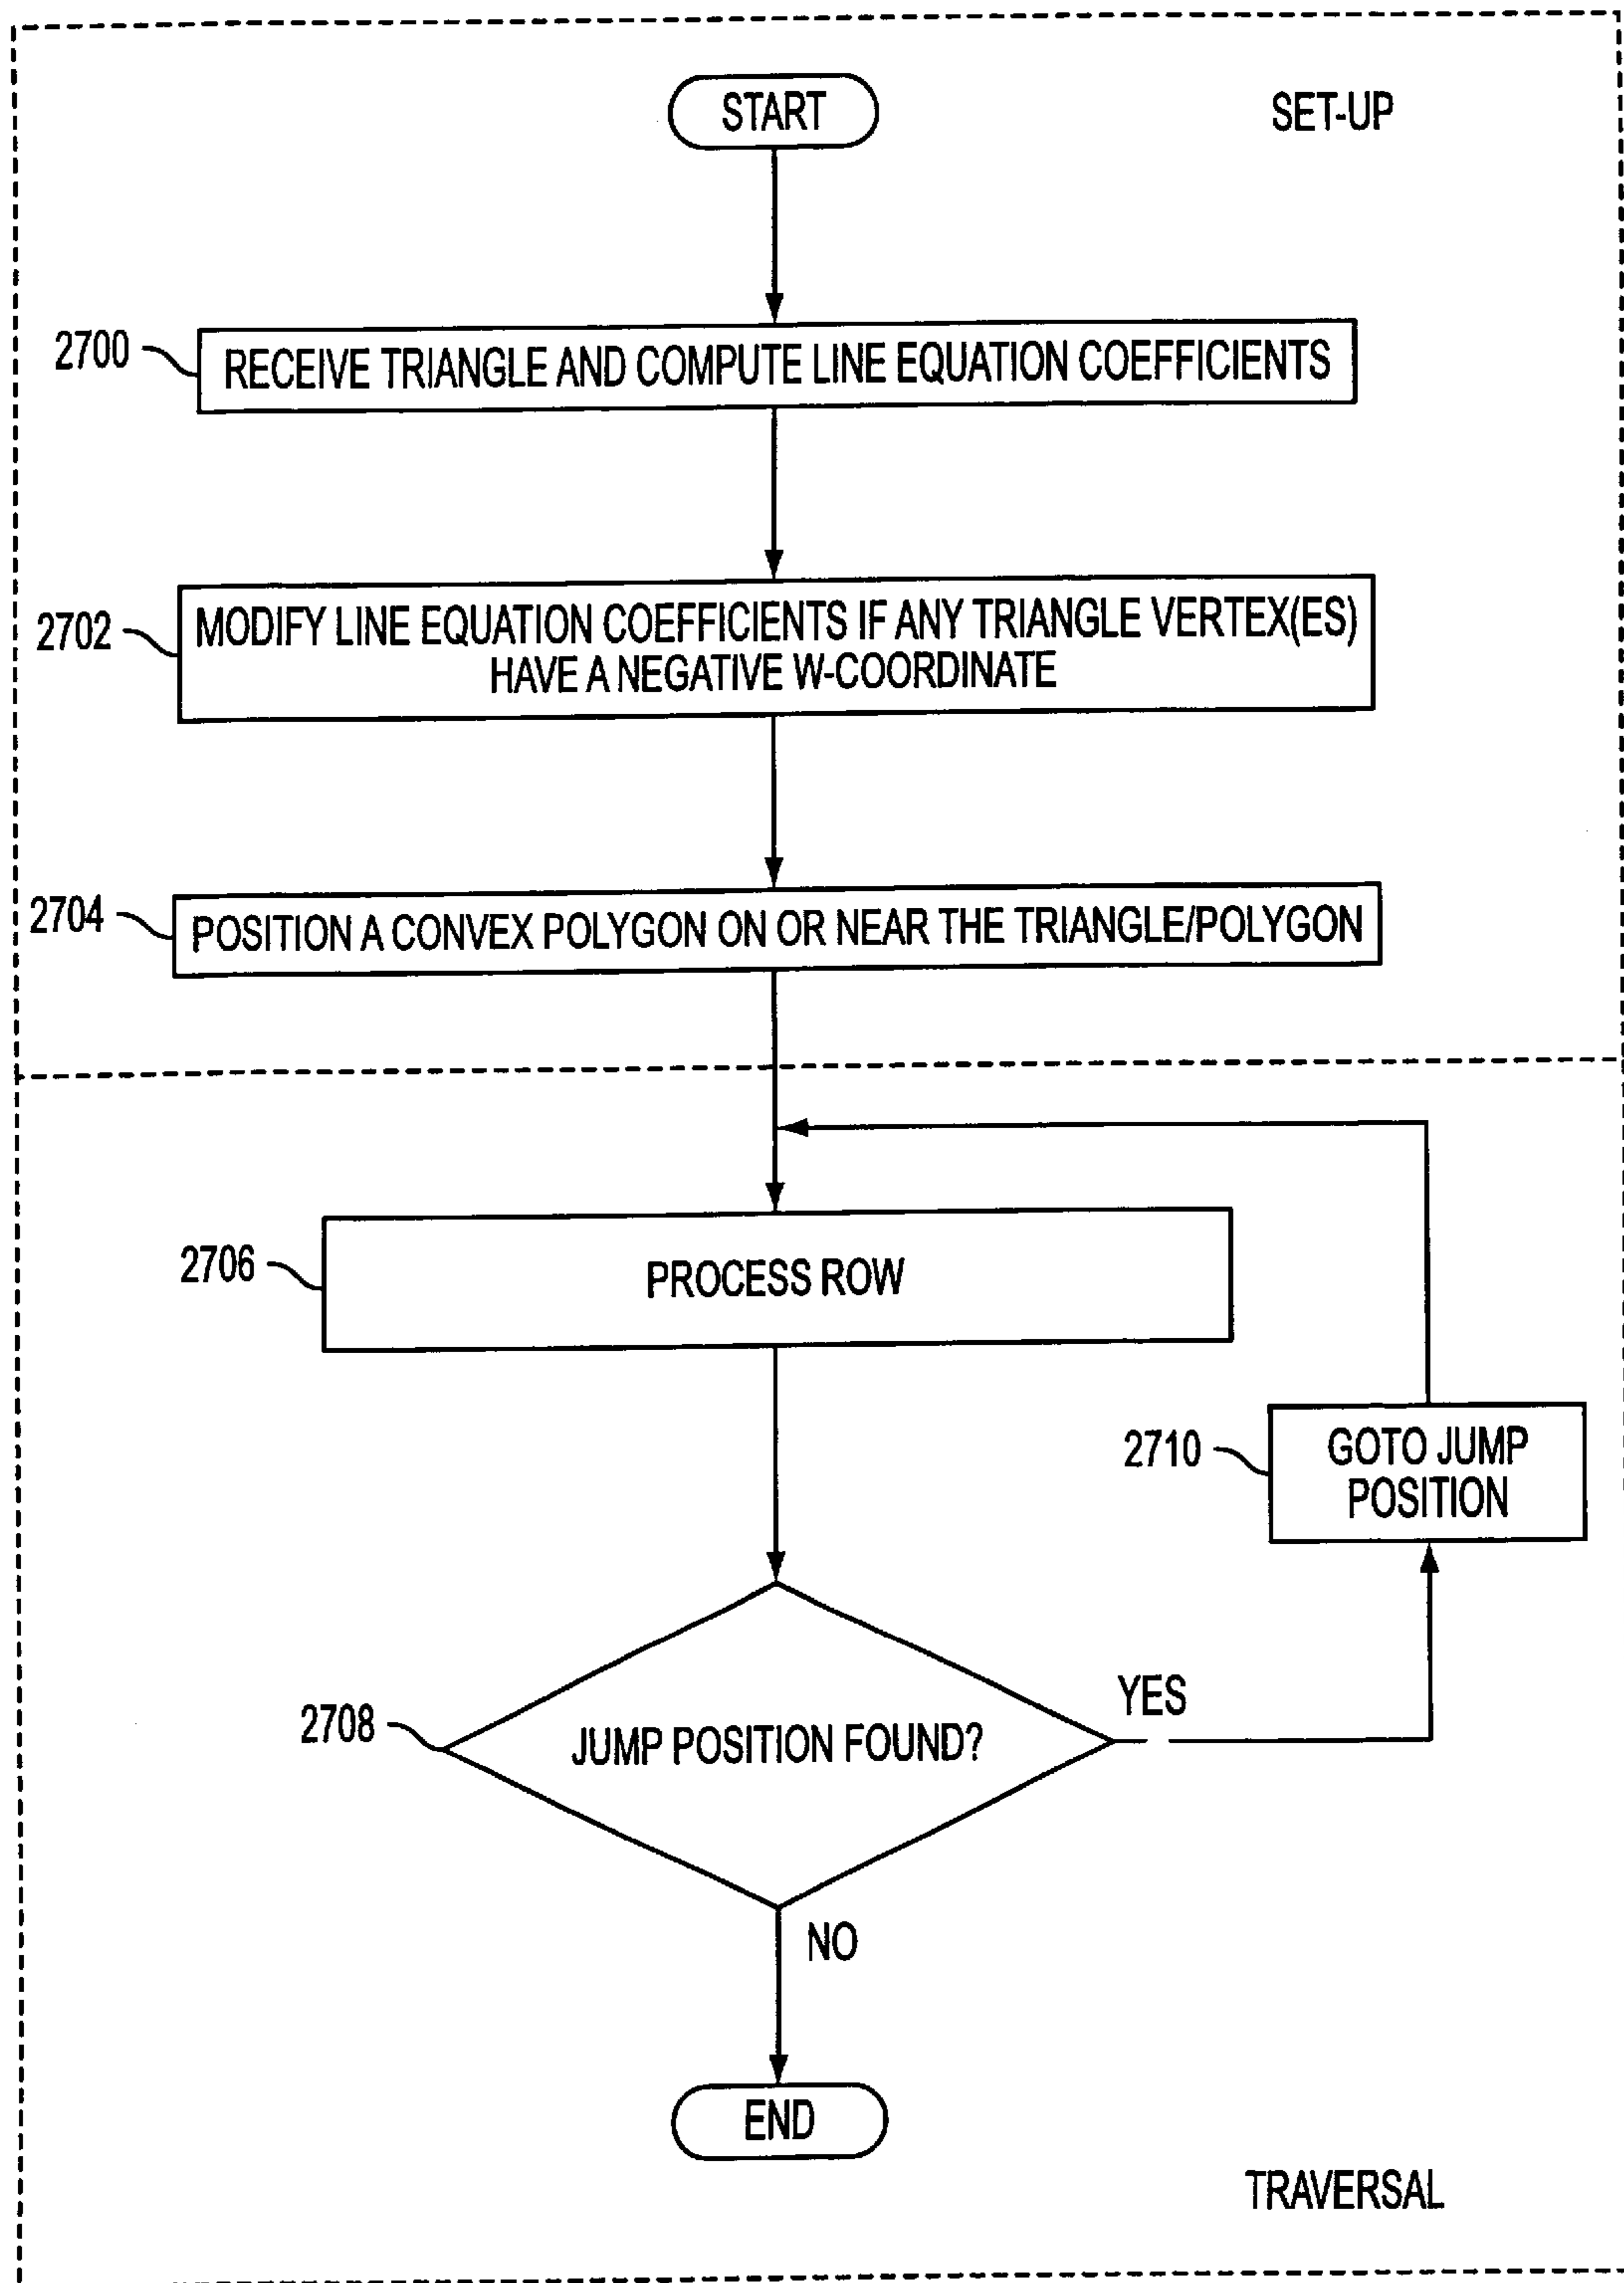 START
SET-UP
2700
RECEIVE TRIANGLE AND COMPUTE LINE EQUATION COEFFICIENTS
2702
MODIFY LINE EQUATION COEFFICIENTS IF ANY TRIANGLE VERTEX(ES)
HAVE A NEGATIVE W-COORDINATE
2704
POSITION A CONVEX POLYGON ON OR NEAR THE TRIANGLE/POLYGON
2706
PROCESS ROW
2710
GOTO JUMP
POSITION
2708
JUMP POSITION FOUND?
YES
NO
END
TRAVERSAL